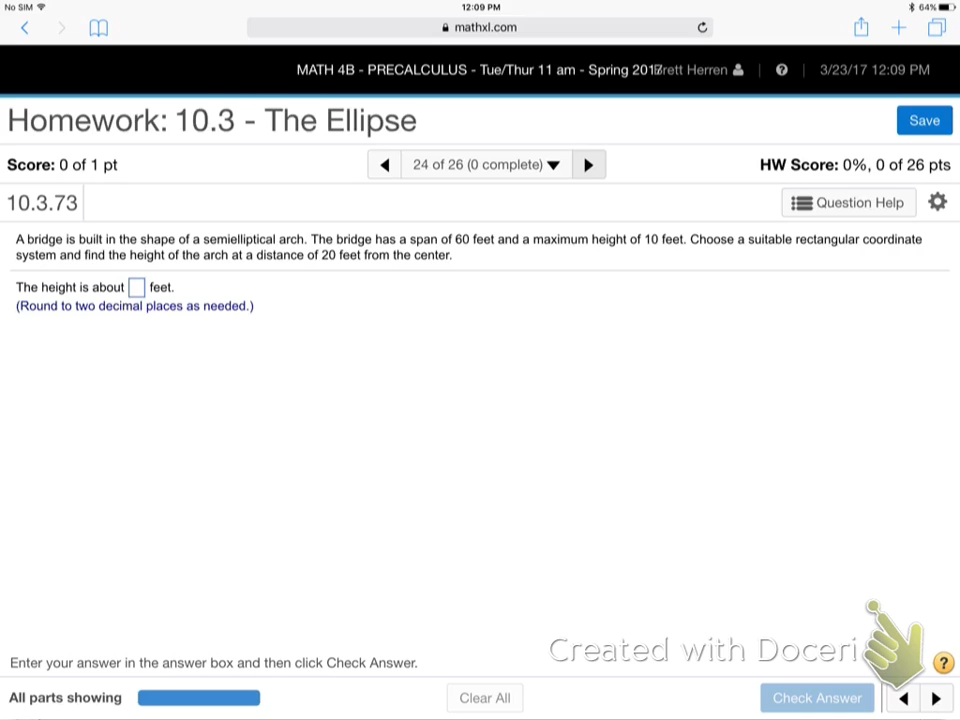 No SIM 12:09 PM 64%
mathxl.com
MATH 4B - PRECALCULUS - Tue/Thur 11 am - Spring 2017 Brett Herren | ? | 3/23/17 12:09 PM
Homework: 10.3 - The Ellipse Save
Score: 0 of 1 pt 24 of 26 (0 complete) HW Score: 0%, 0 of 26 pts
10.3.73 Question Help
A bridge is built in the shape of a semielliptical arch. The bridge has a span of 60 feet and a maximum height of 10 feet. Choose a suitable rectangular coordinate
system and find the height of the arch at a distance of 20 feet from the center.
The height is about feet.
(Round to two decimal places as needed.)
Created with Doceri
Enter your answer in the answer box and then click Check Answer. ?
All parts showing Clear All Check Answer